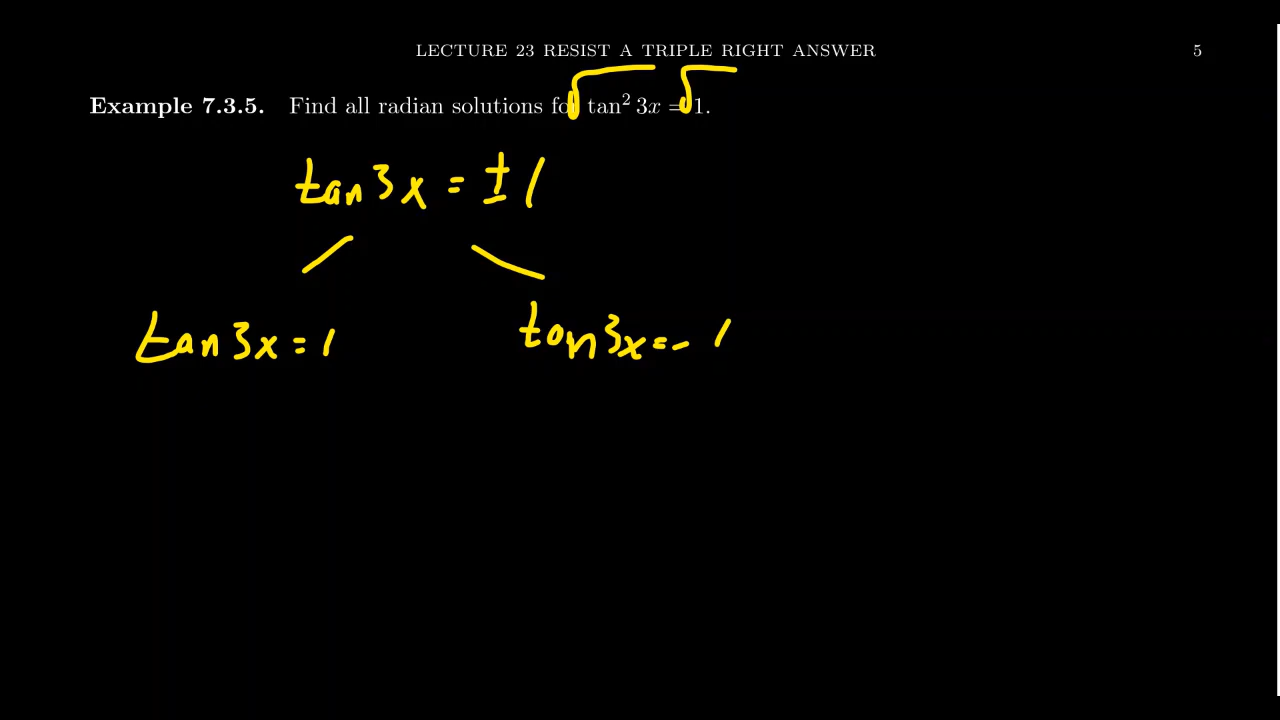 LECTURE 23 RESIST A TRIPLE RIGHT ANSWER 5
Example 7.3.5. Find all radian solutions for √tan² 3x = √1.
tan 3x = ± 1
tan 3x = 1 tan 3x = - 1